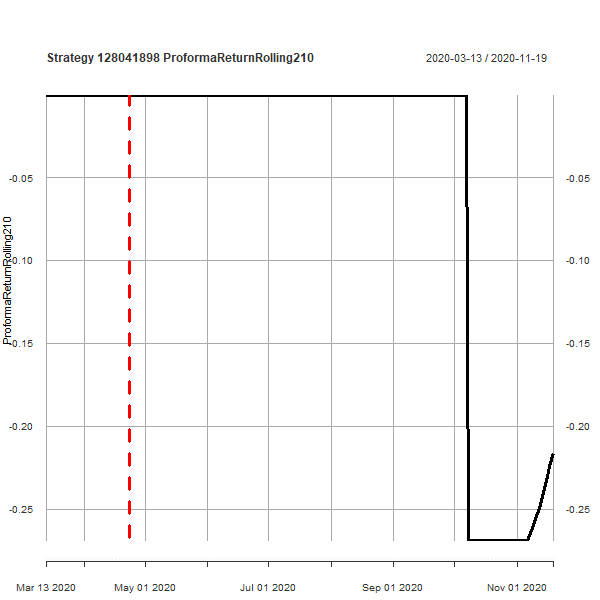 Strategy 128041898 ProformaReturnRolling210
2020-03-13 / 2020-11-19
ProformaReturnRolling210
-0.05
-0.10
-0.15
-0.20
-0.25
-0.05
-0.10
-0.15
-0.20
-0.25
Mar 13 2020
May 01 2020
Jul 01 2020
Sep 01 2020
Nov 01 2020